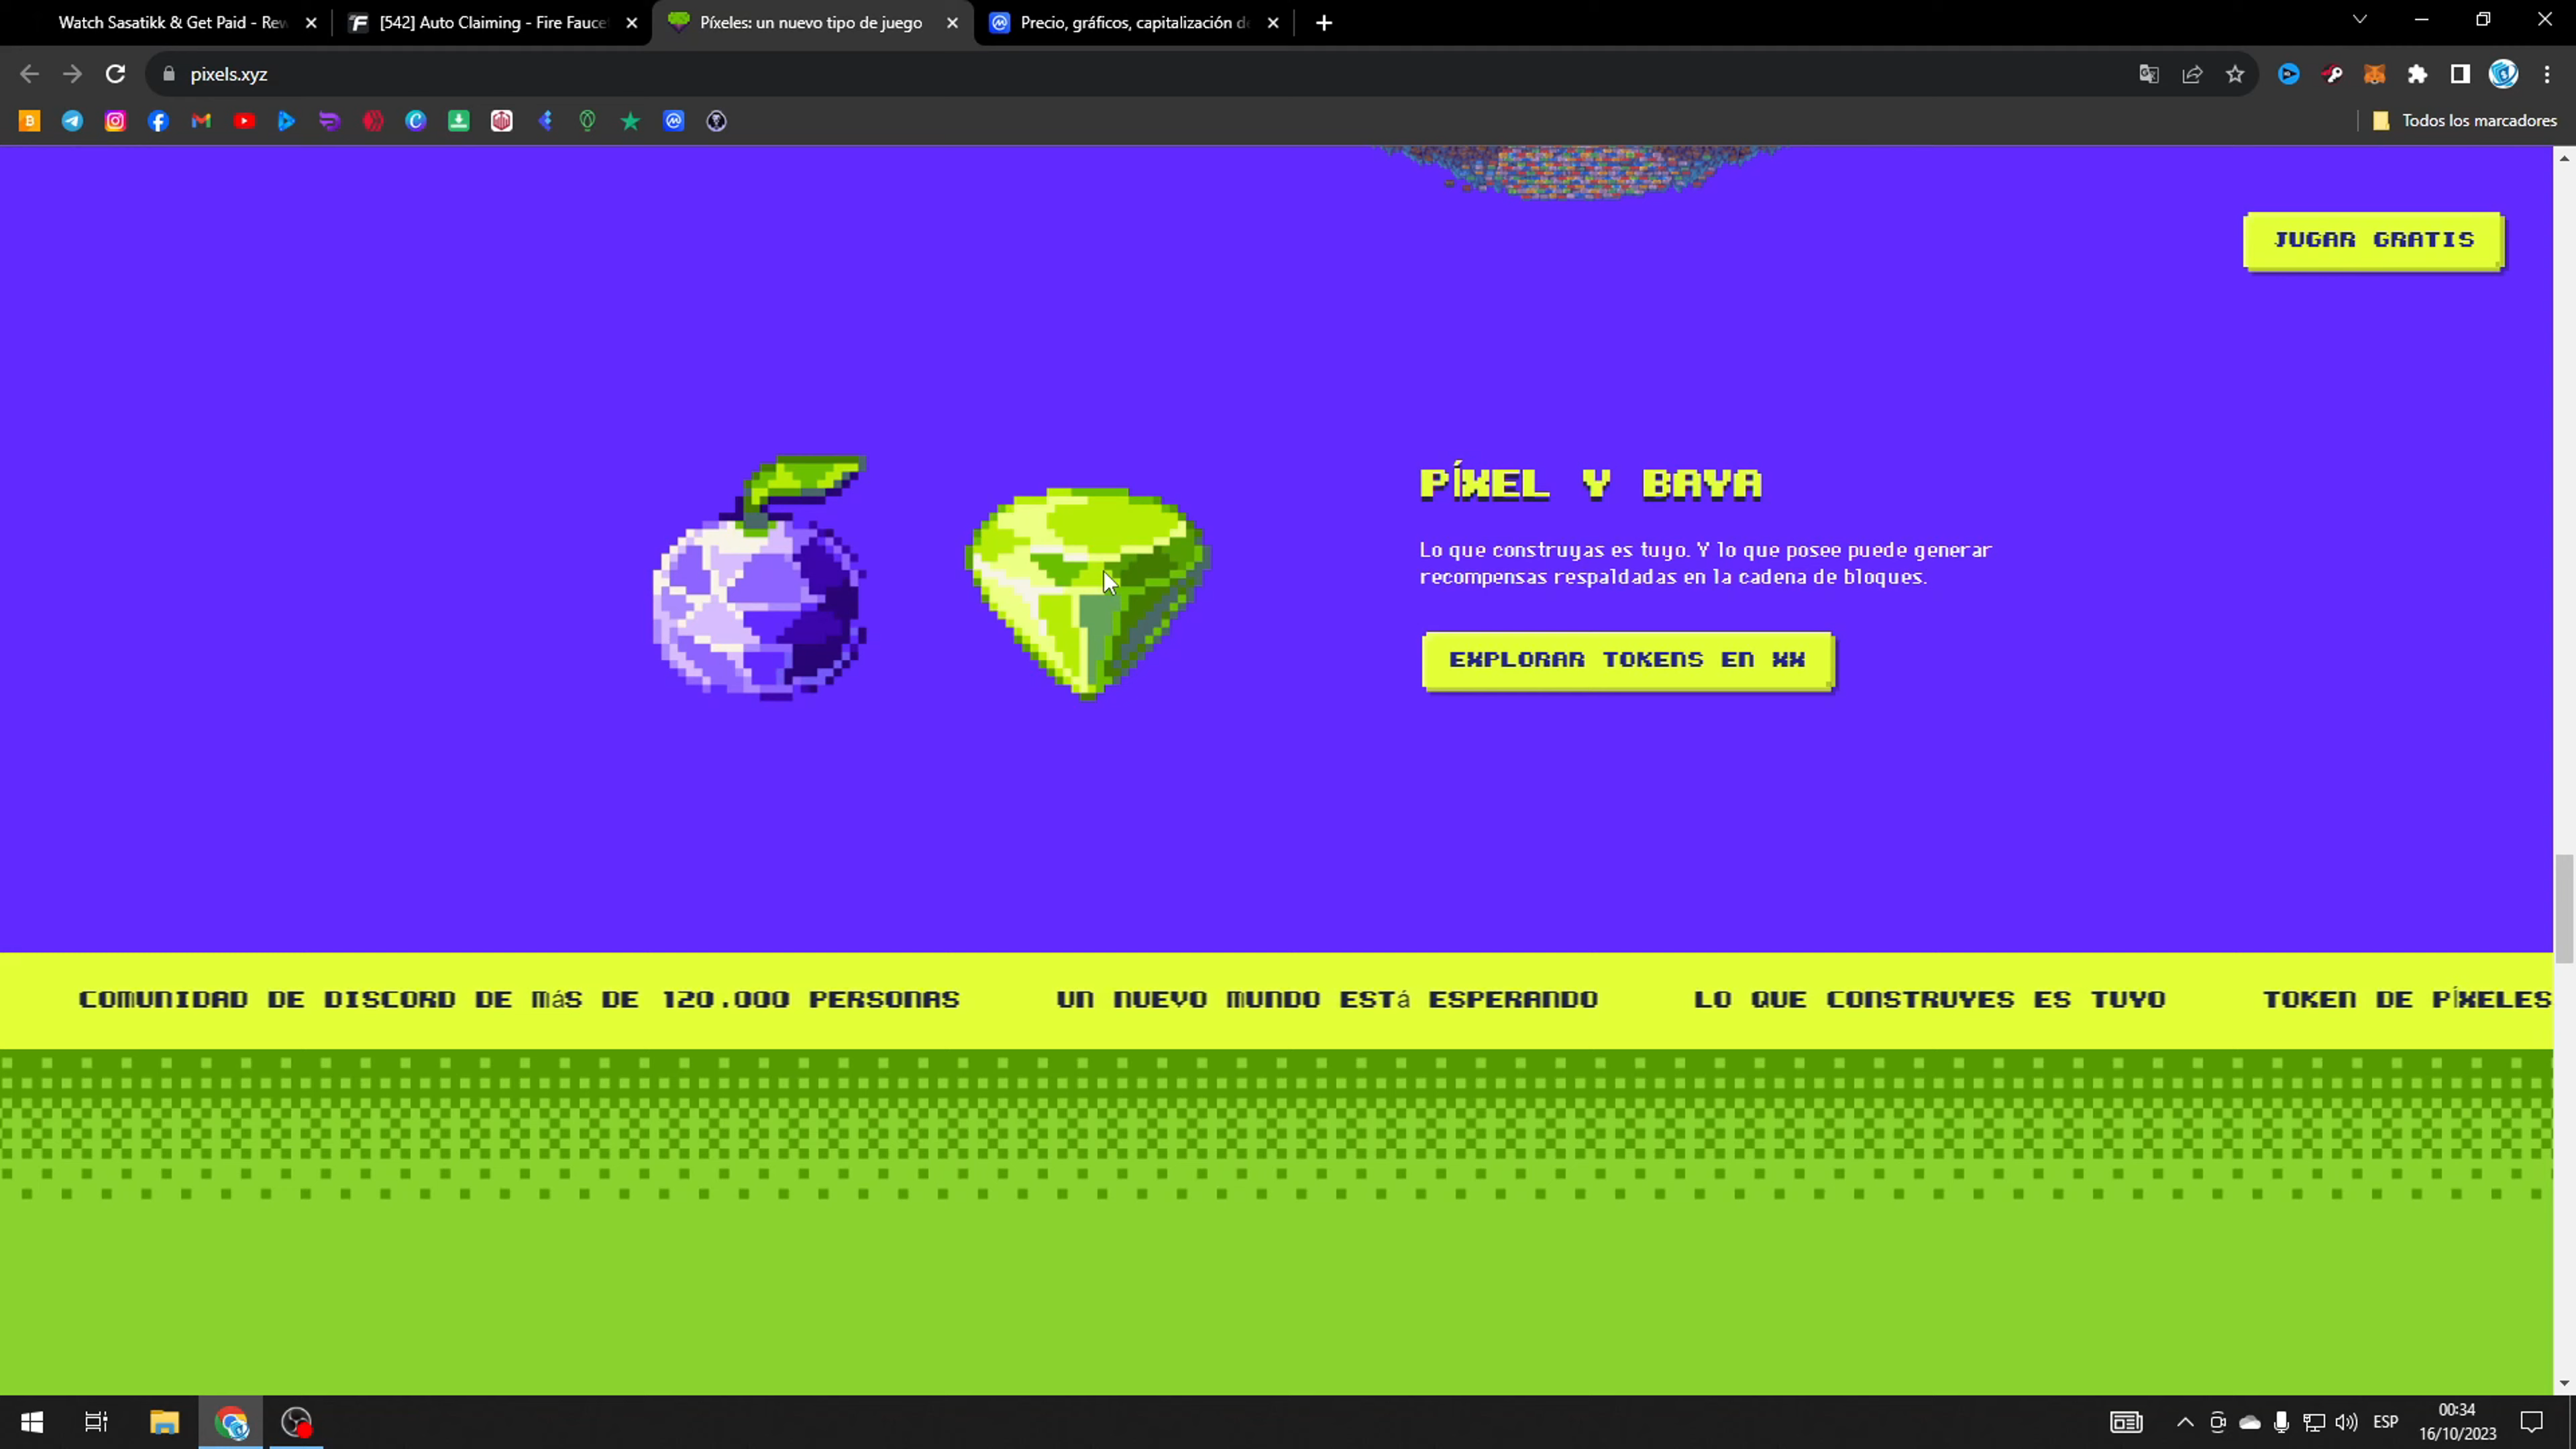 Watch Sasatikk & Get Paid - Rew
[542] Auto Claiming - Fire Fauce
Píxeles: un nuevo tipo de juego
Precio, gráficos, capitalización de
pixels.xyz
Todos los marcadores
JUGAR GRATIS
PÍXEL Y BAYA
Lo que construyas es tuyo. Y lo que posee puede generar
recompensas respaldadas en la cadena de bloques.
EXPLORAR TOKENS EN XX
COMUNIDAD DE DISCORD DE MáS DE 120.000 PERSONAS
UN NUEVO MUNDO ESTá ESPERANDO
LO QUE CONSTRUYES ES TUYO
TOKEN DE PÍXELES
ESP
00:34
16/10/2023